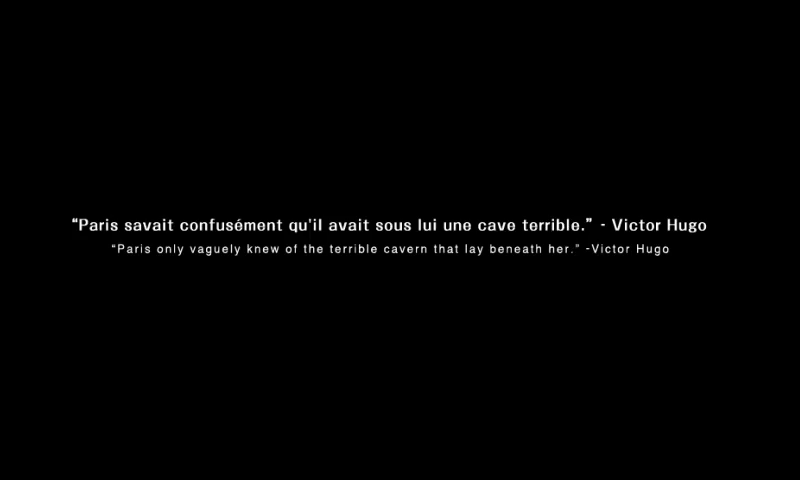 “Paris savait confusément qu'il avait sous lui une cave terrible.” - Victor Hugo
“Paris only vaguely knew of the terrible cavern that lay beneath her.” -Victor Hugo